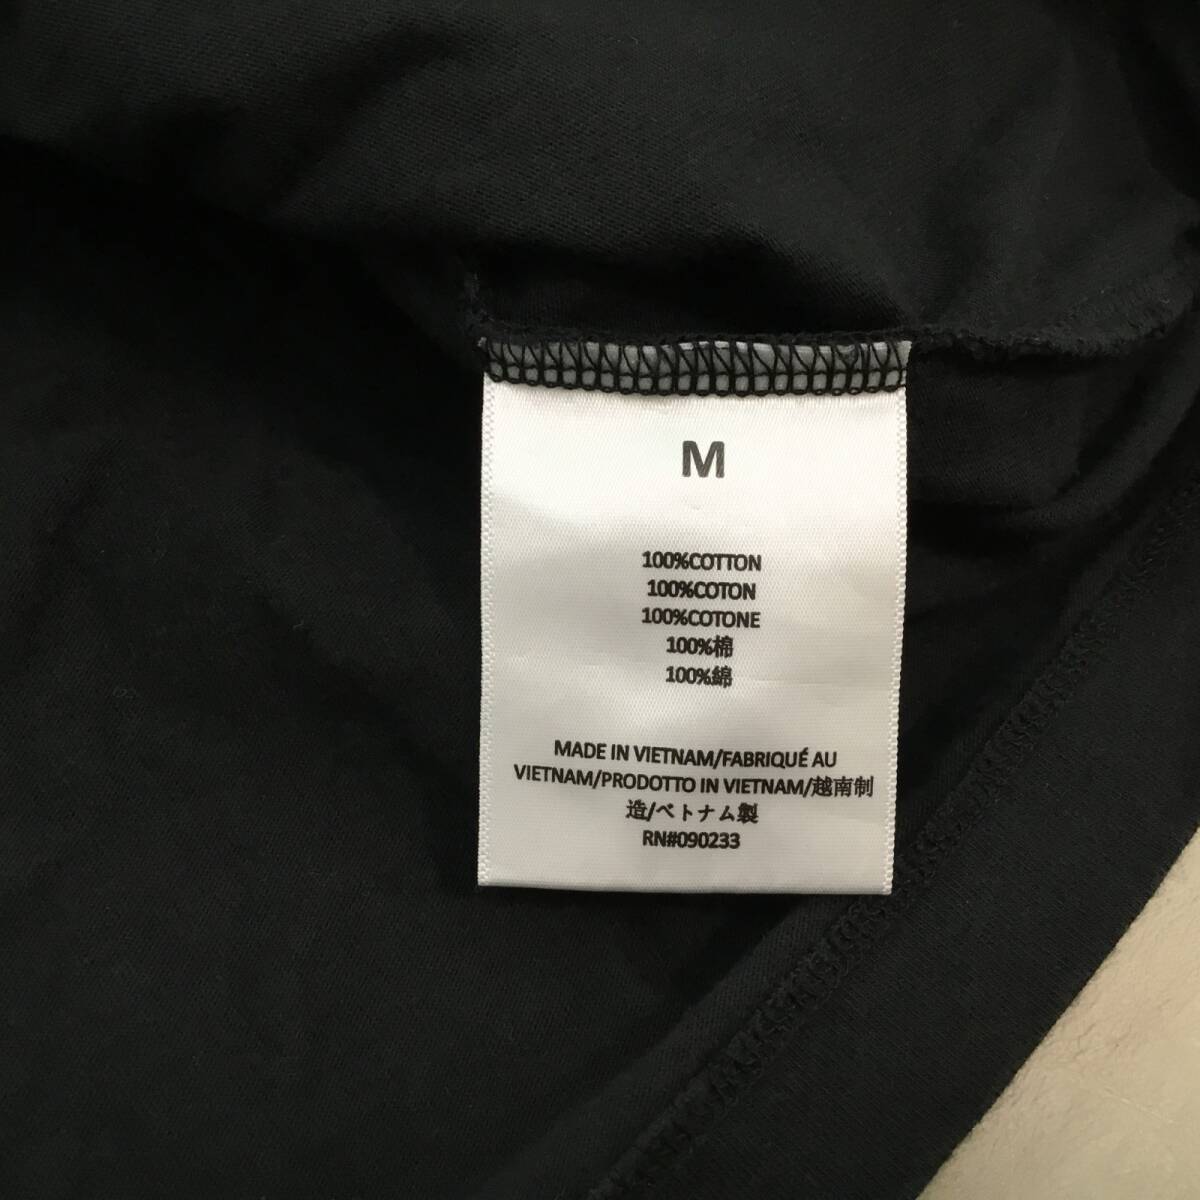 M
100%COTTON
100%COTON
100%COTONE
100%棉
100%綿
MADE IN VIETNAM/FABRIQUÉ AU
VIETNAM/PRODOTTO IN VIETNAM/越南制
造/ベトナム製
RN#090233